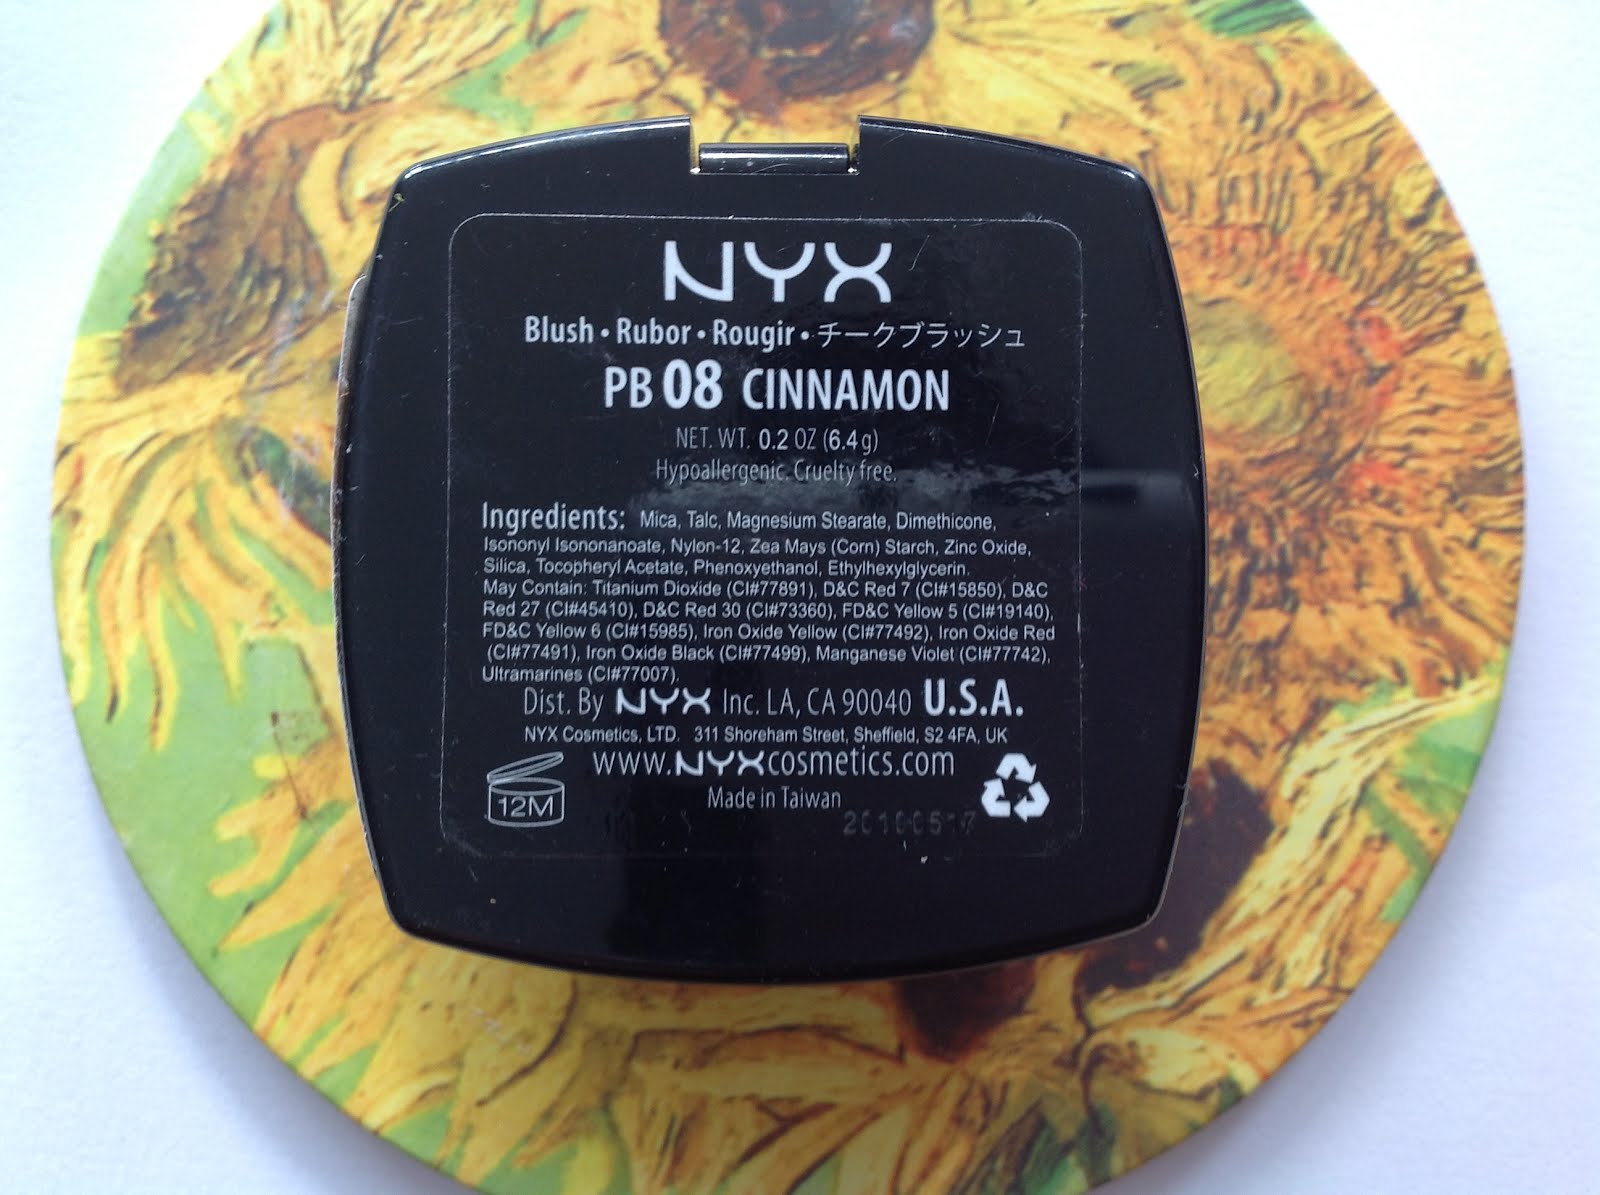 NYX
Blush • Rubor • Rougir • チークブラッシュ
PB 08 CINNAMON
NET. WT. 0.2 OZ (6.4 g)
Hypoallergenic. Cruelty free.
Ingredients: Mica, Talc, Magnesium Stearate, Dimethicone,
Isononyl Isononanoate, Nylon-12, Zea Mays (Corn) Starch, Zinc Oxide,
Silica, Tocopheryl Acetate, Phenoxyethanol, Ethylhexylglycerin.
May Contain: Titanium Dioxide (CI#77891), D&C Red 7 (CI#15850), D&C
Red 27 (CI#45410), D&C Red 30 (CI#73360), FD&C Yellow 5 (CI#19140),
FD&C Yellow 6 (CI#15985), Iron Oxide Yellow (CI#77492), Iron Oxide Red
(CI#77491), Iron Oxide Black (CI#77499), Manganese Violet (CI#77742),
Ultramarines (CI#77007).
Dist. By NYX Inc. LA, CA 90040 U.S.A.
NYX Cosmetics, LTD. 311 Shoreham Street, Sheffield, S2 4FA, UK
www.NYXcosmetics.com
Made in Taiwan
12M